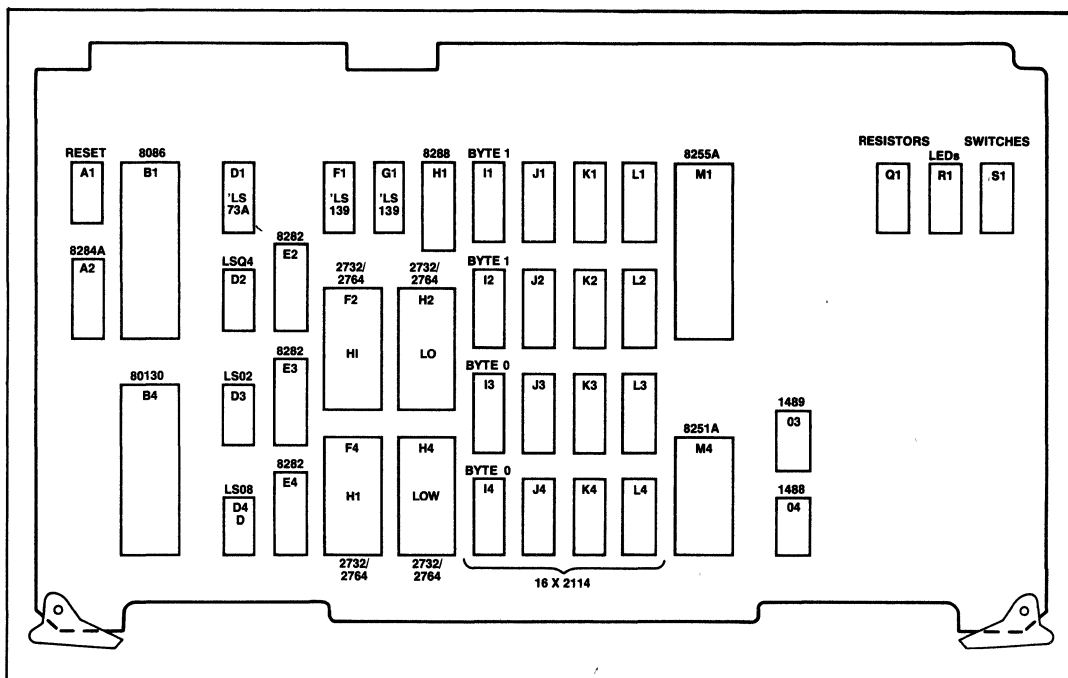 RESET
A1
8284A
A2
8086
B1
80130
B4
D1
'LS
73A
LSQ4
D2
LS02
D3
LS08
D4
D
8282
E2
8282
E3
8282
E4
F1
'LS
139
G1
'LS
139
8288
H1
2732/
2764
F2
HI
2732/
2764
H2
LO
F4
H1
2732/
2764
H4
LOW
2732/
2764
BYTE 1
I1
J1
K1
L1
BYTE 1
I2
J2
K2
L2
BYTE 0
I3
J3
K3
L3
BYTE 0
I4
J4
K4
L4
16 X 2114
8255A
M1
8251A
M4
1489
03
1488
04
RESISTORS
Q1
LEDs
R1
SWITCHES
S1